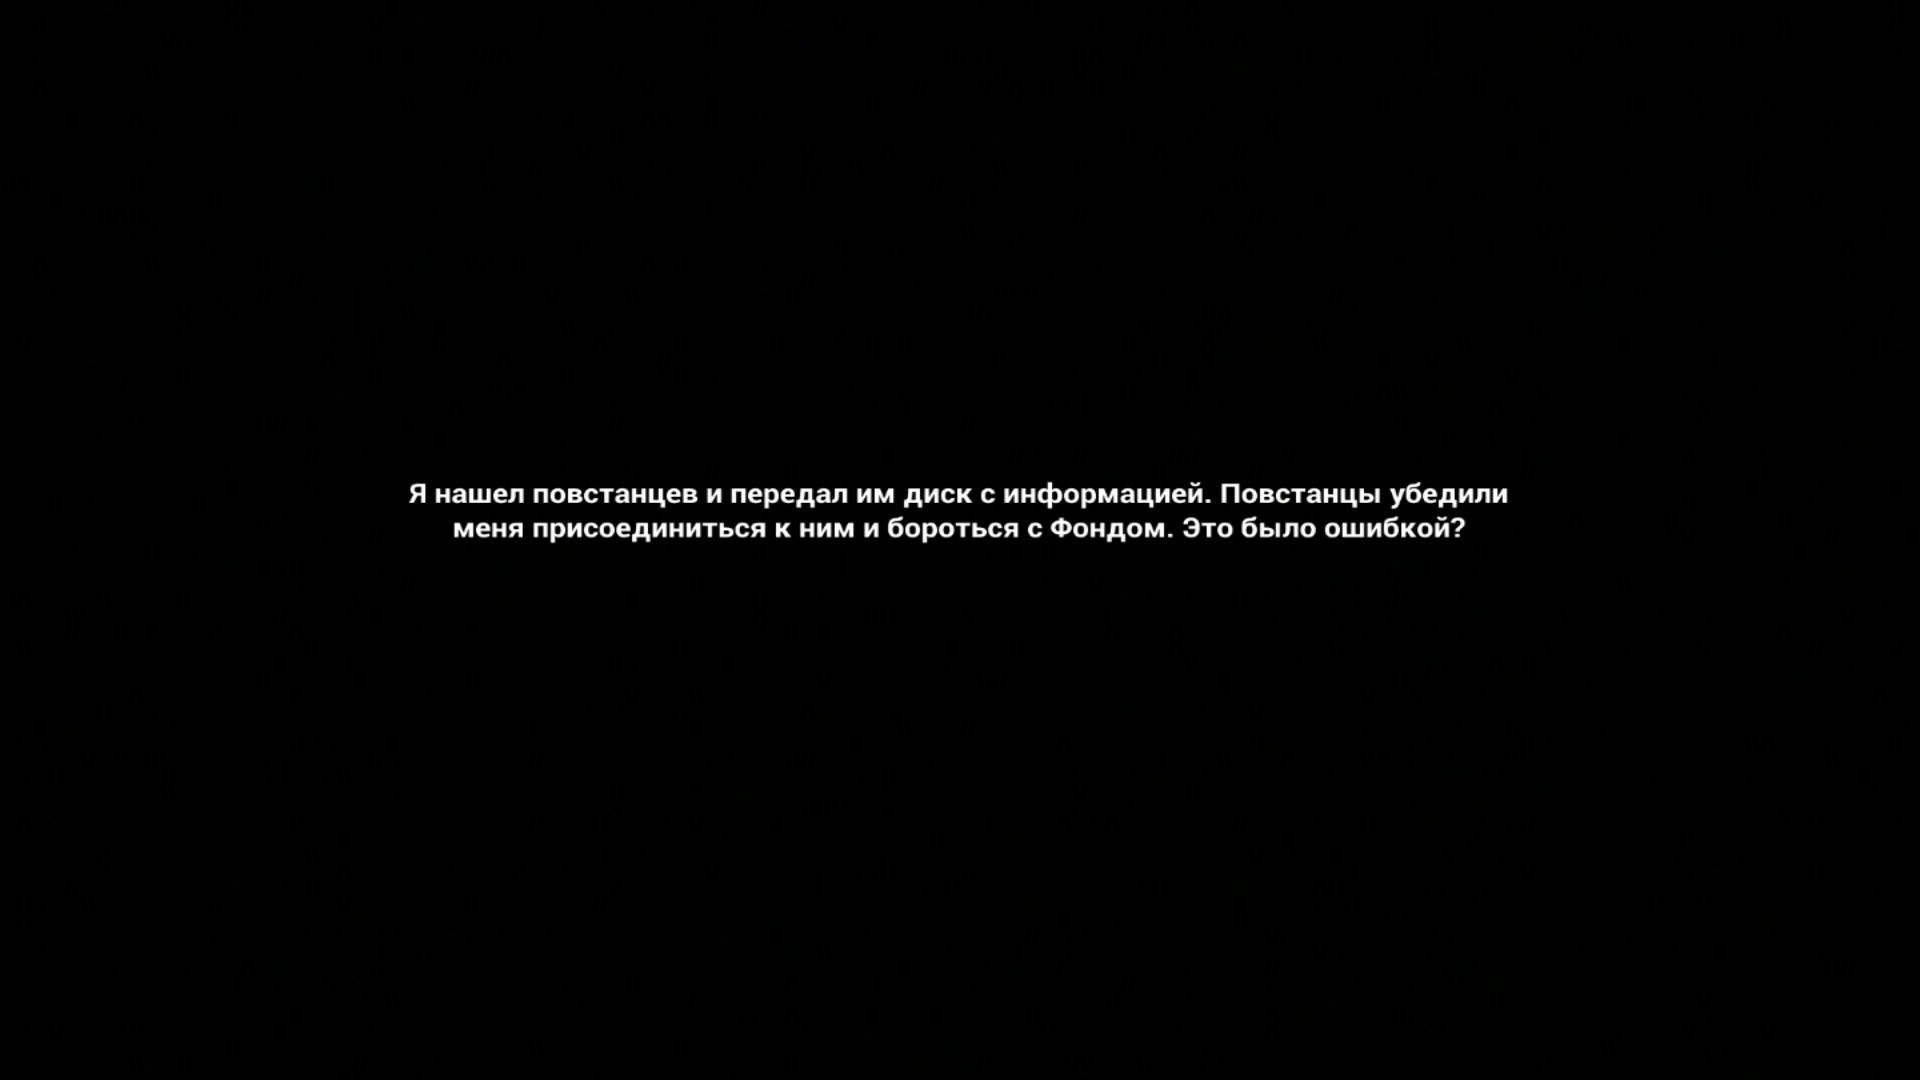 Я нашел повстанцев и передал им диск с информацией. Повстанцы убедили
меня присоединиться к ним и бороться с Фондом. Это было ошибкой?